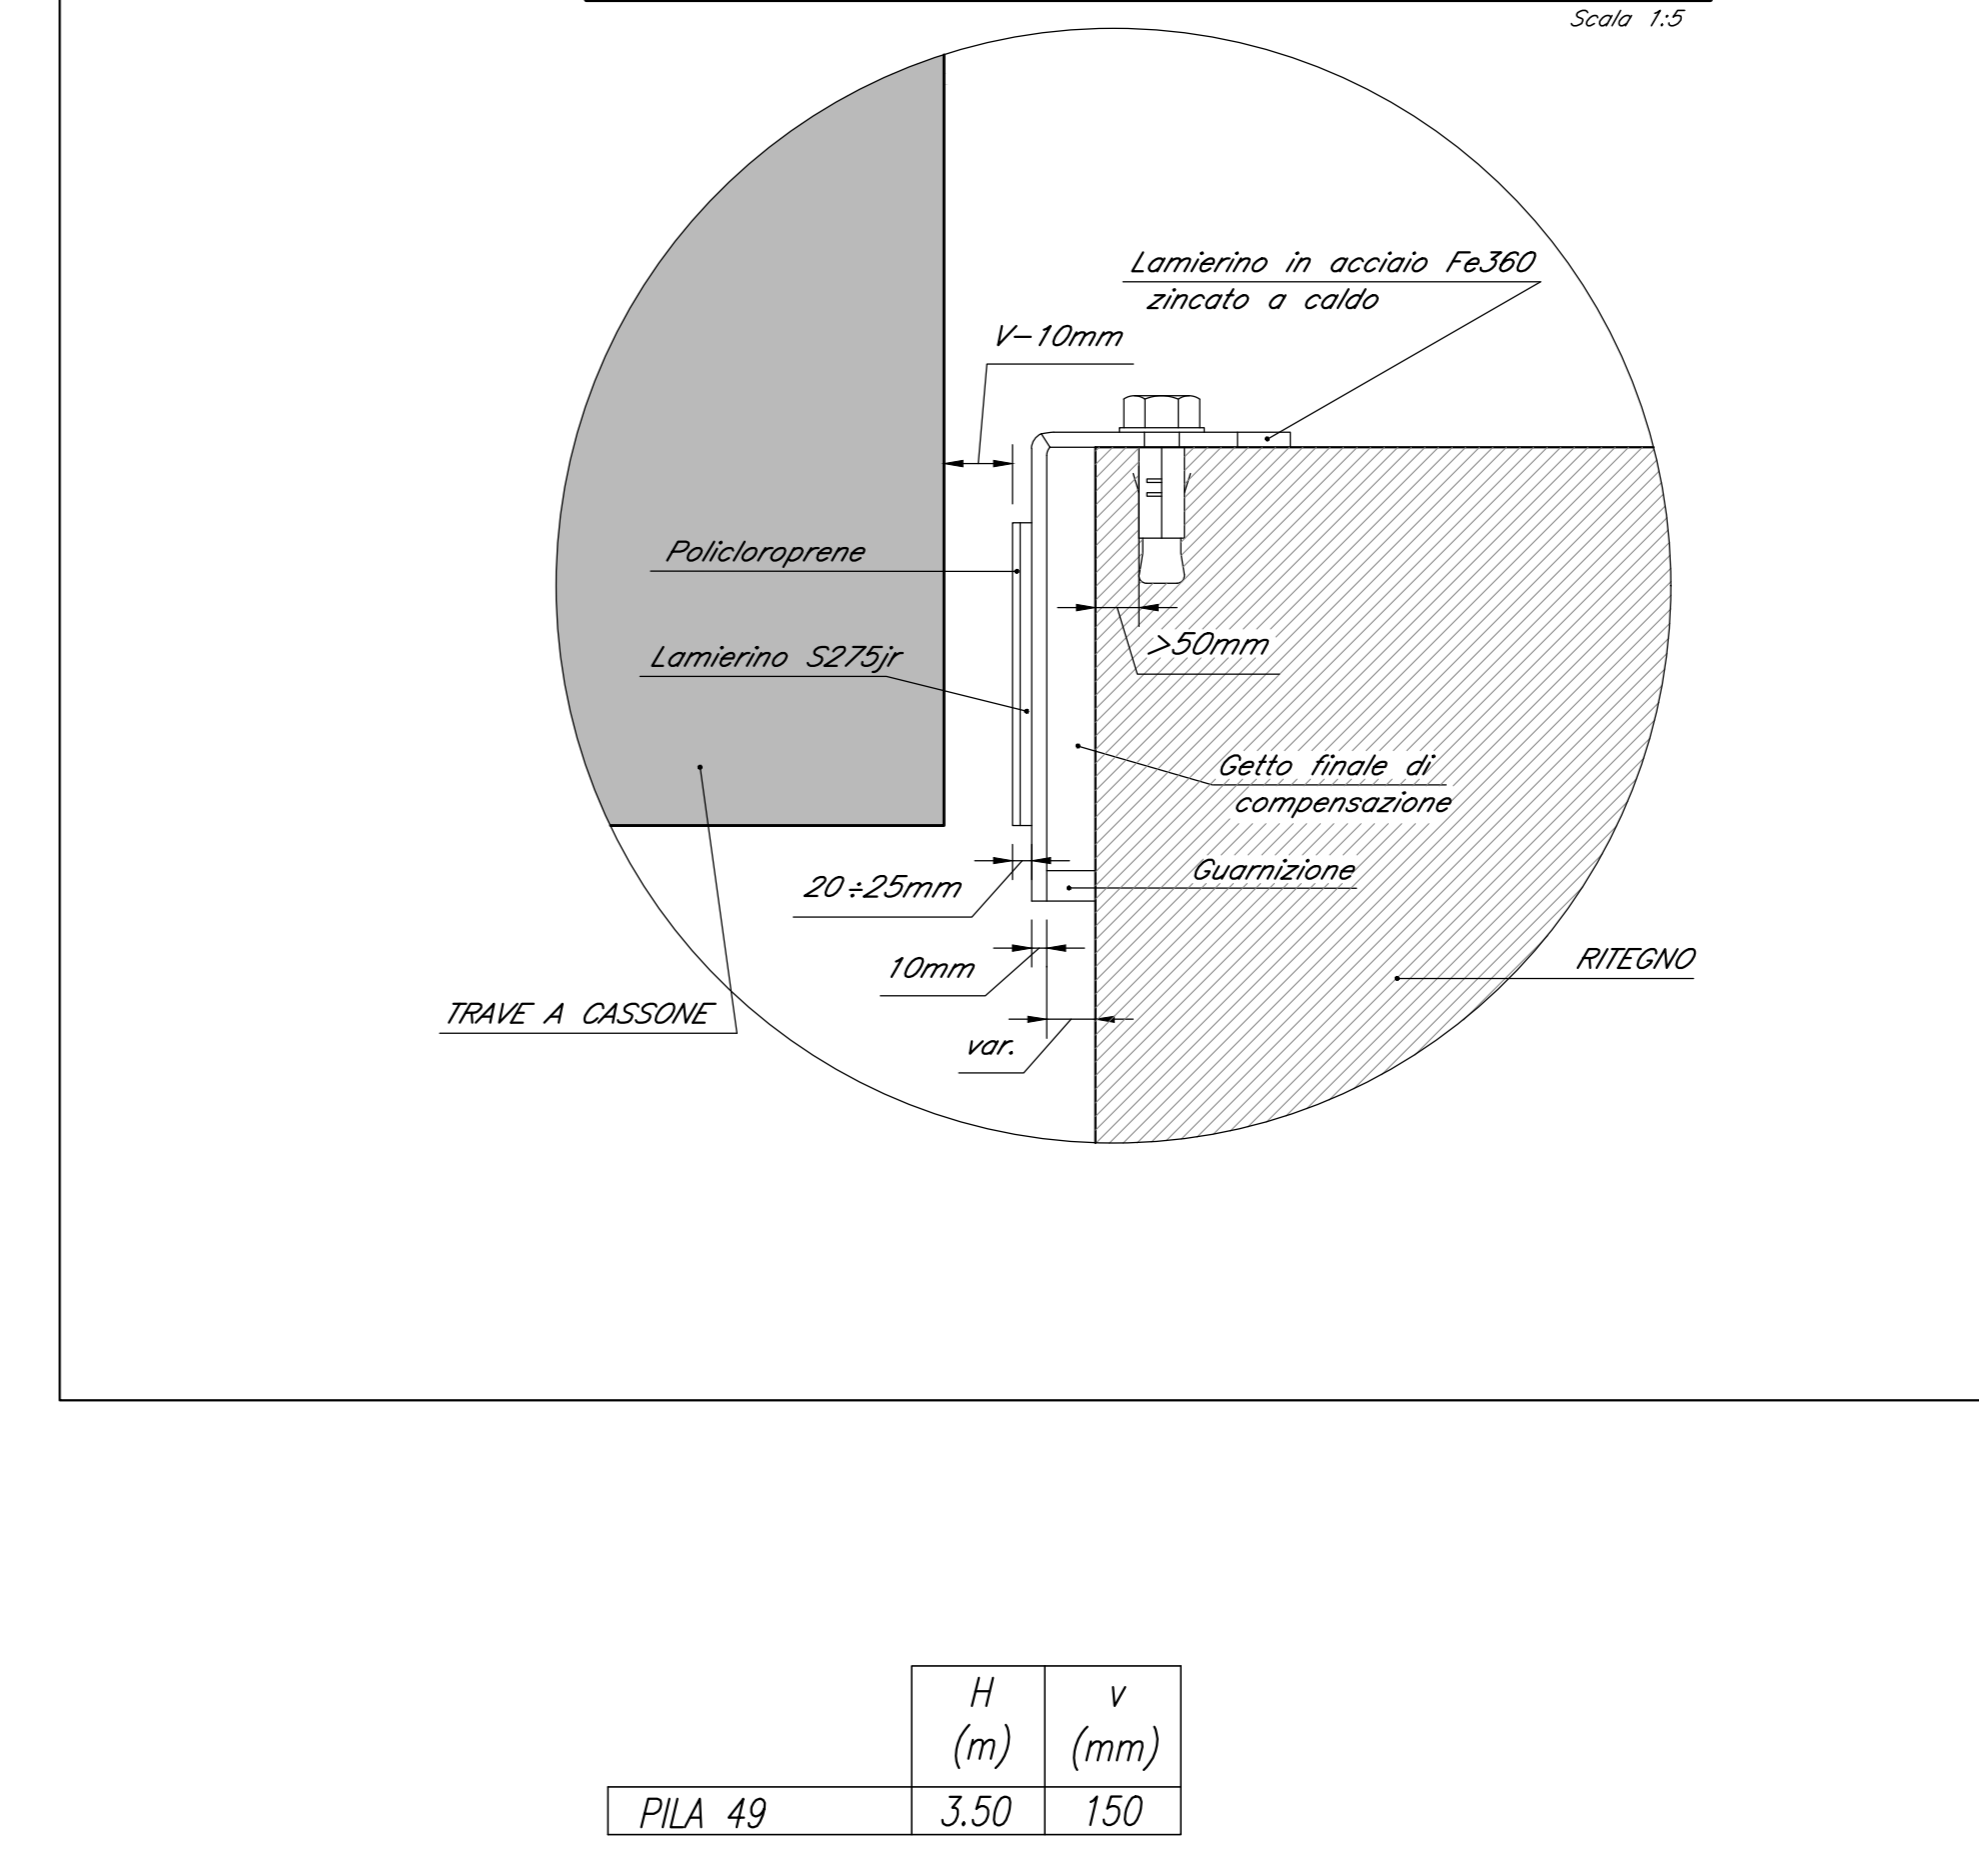 Scala 1:5
Lamierino in acciaio Fe360
zincato a caldo
V-10mm
Policloroprene
>50mm
Lamierino S275jr
Getto finale di
compensazione
Guarnizione
20÷25mm
RITEGNO
10mm
TRAVE A CASSONE
var.
H v
(m) (mm)
PILA 49 3.50 150